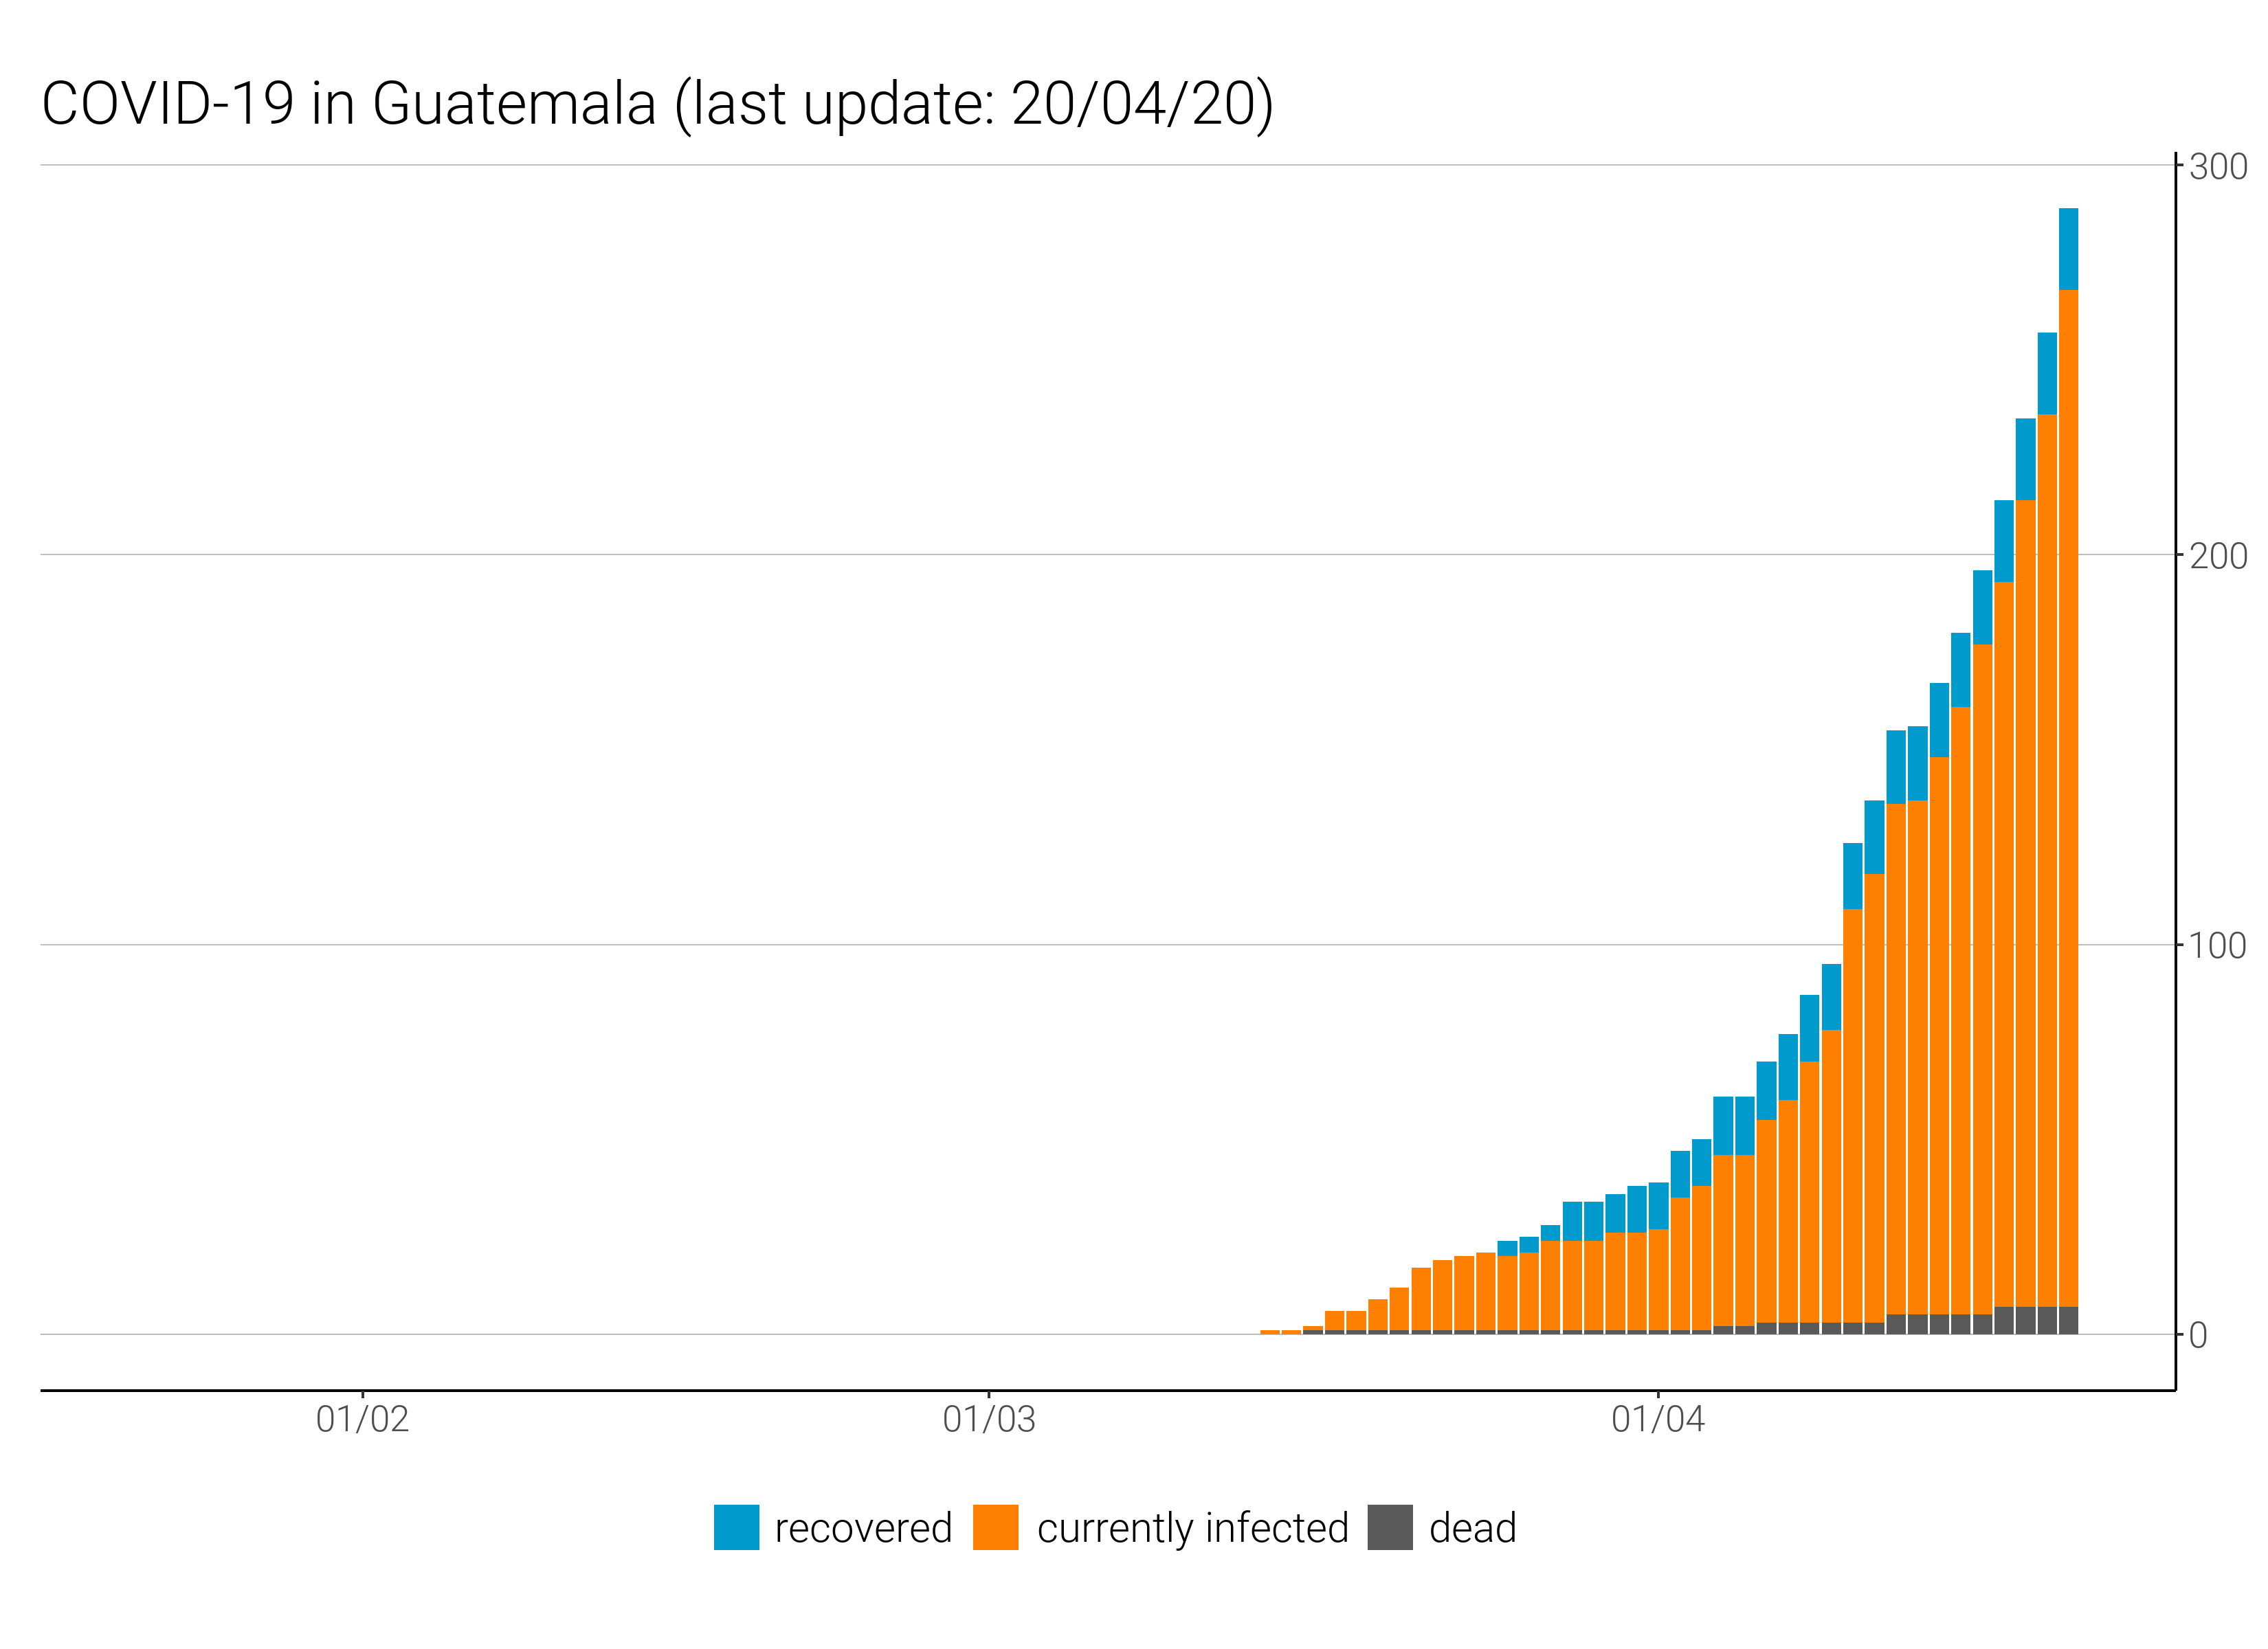 COVID-19 in Guatemala (last update: 20/04/20)
300
200
100
0
01/02 01/03 01/04
recovered currently infected dead